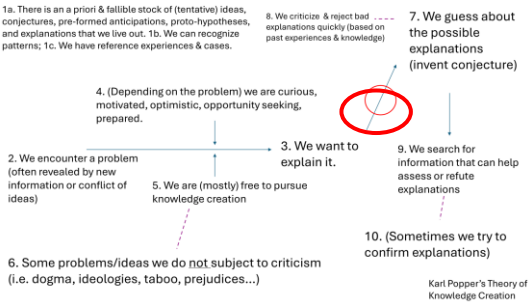 1a. There is an a priori & fallible stock of (tentative) ideas,
conjectures, pre-formed anticipations, proto-hypotheses,
and explanations that we live out. 1b. We can recognize
patterns; 1c. We have reference experiences & cases.
8. We criticize & reject bad
explanations quickly (based on
past experiences & knowledge)
7. We guess about
the possible
explanations
(invent conjecture)
4. (Depending on the problem) we are curious,
motivated, optimistic, opportunity seeking,
prepared.
3. We want to
explain it.
2. We encounter a problem
(often revealed by new
information or conflict of
ideas)
5. We are (mostly) free to pursue
knowledge creation
9. We search for
information that can help
assess or refute
explanations
6. Some problems/ideas we do not subject to criticism
(i.e. dogma, ideologies, taboo, prejudices...)
10. (Sometimes we try to
confirm explanations)
Karl Popper's Theory of
Knowledge Creation